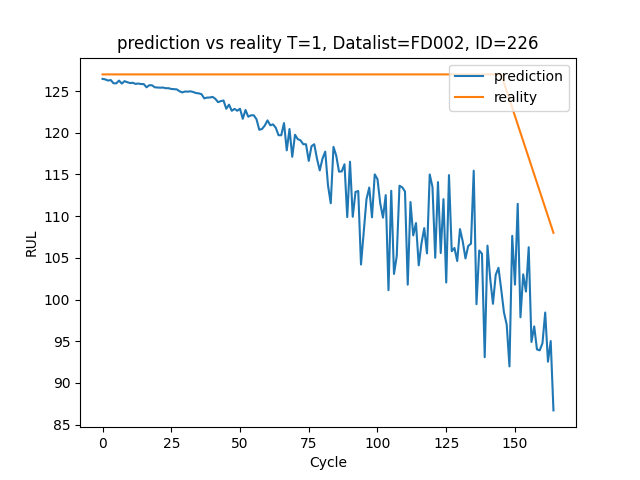 prediction vs reality T=1, Datalist=FD002, ID=226
prediction
reality
RUL
125
120
115
110
105
100
95
90
85
0 25 50 75 100 125 150
Cycle